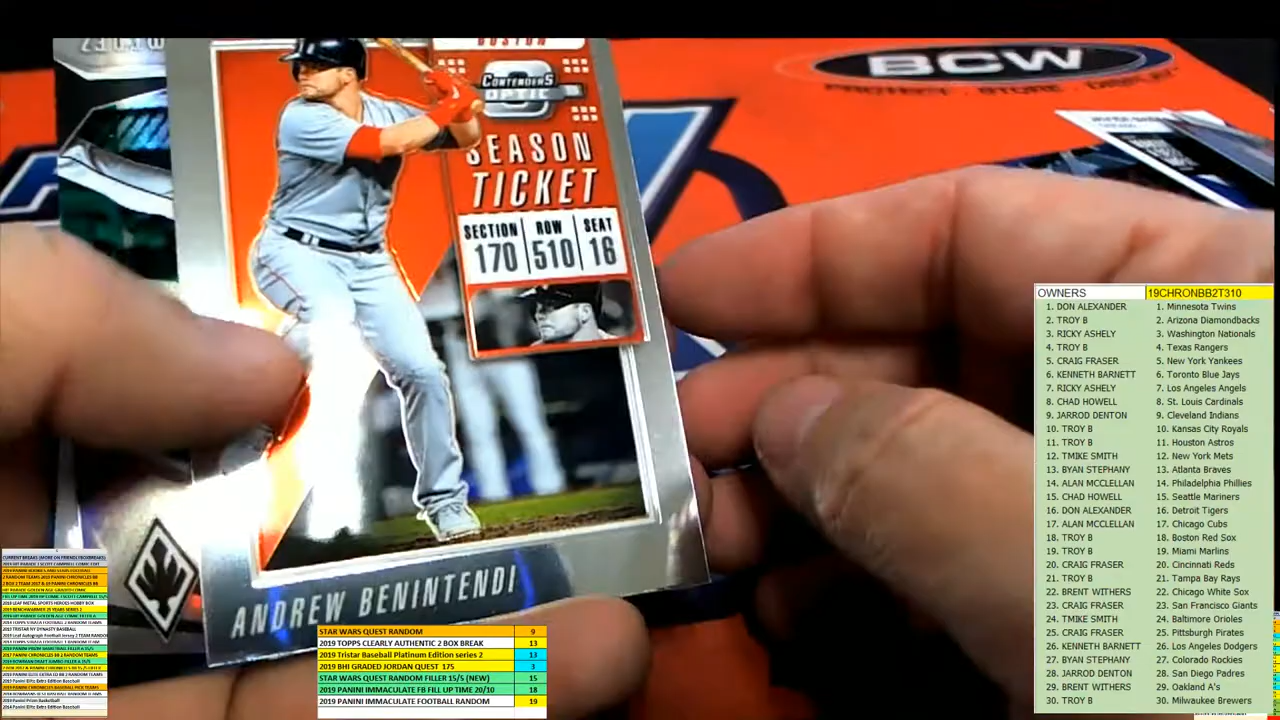 BOSTON
CONTENDERS
OPTIC
SEASON
TICKET
SECTION ROW SEAT
170 510 16
ANDREW BENINTENDI
BCW
PROTECT · STORE · DISPLAY
OWNERS 19CHRONBB2T310
1. DON ALEXANDER 1. Minnesota Twins
2. TROY B 2. Arizona Diamondbacks
3. RICKY ASHELY 3. Washington Nationals
4. TROY B 4. Texas Rangers
5. CRAIG FRASER 5. New York Yankees
6. KENNETH BARNETT 6. Toronto Blue Jays
7. RICKY ASHELY 7. Los Angeles Angels
8. CHAD HOWELL 8. St. Louis Cardinals
9. JARROD DENTON 9. Cleveland Indians
10. TROY B 10. Kansas City Royals
11. TROY B 11. Houston Astros
12. TMIKE SMITH 12. New York Mets
13. BYAN STEPHANY 13. Atlanta Braves
14. ALAN MCCLELLAN 14. Philadelphia Phillies
15. CHAD HOWELL 15. Seattle Mariners
16. DON ALEXANDER 16. Detroit Tigers
17. ALAN MCCLELLAN 17. Chicago Cubs
18. TROY B 18. Boston Red Sox
19. TROY B 19. Miami Marlins
20. CRAIG FRASER 20. Cincinnati Reds
21. TROY B 21. Tampa Bay Rays
22. BRENT WITHERS 22. Chicago White Sox
23. CRAIG FRASER 23. San Francisco Giants
24. TMIKE SMITH 24. Baltimore Orioles
25. CRAIG FRASER 25. Pittsburgh Pirates
26. KENNETH BARNETT 26. Los Angeles Dodgers
27. BYAN STEPHANY 27. Colorado Rockies
28. JARROD DENTON 28. San Diego Padres
29. BRENT WITHERS 29. Oakland A's
30. TROY B 30. Milwaukee Brewers
STAR WARS QUEST RANDOM 9
2019 TOPPS CLEARLY AUTHENTIC 2 BOX BREAK 13
2019 Tristar Baseball Platinum Edition series 2 13
2019 BHI GRADED JORDAN QUEST 175 3
STAR WARS QUEST RANDOM FILLER 15/5 (NEW) 15
2019 PANINI IMMACULATE FB FILL UP TIME 20/10 18
2019 PANINI IMMACULATE FOOTBALL RANDOM 19